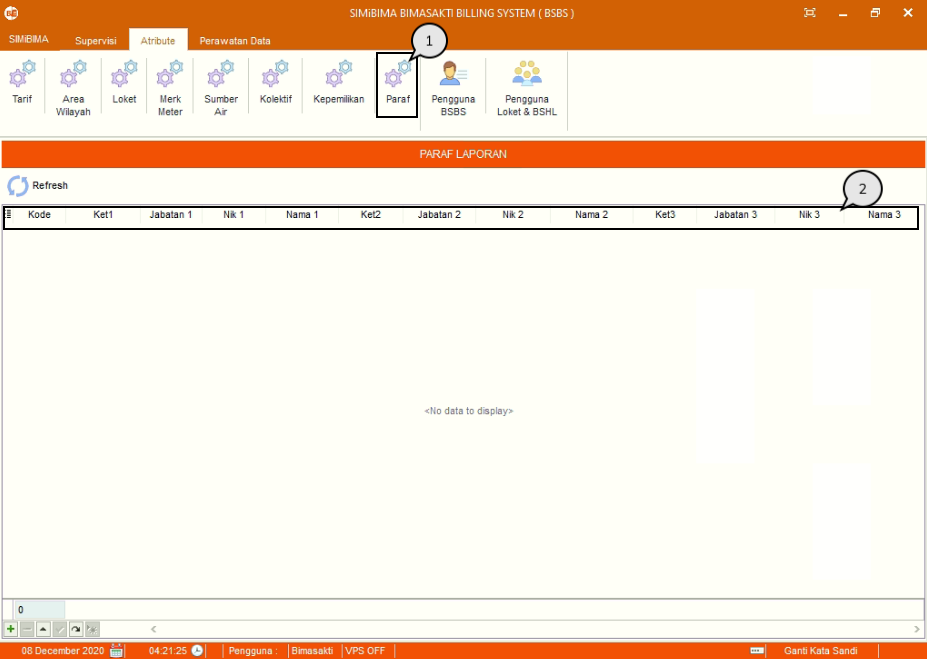 SIMiBIMA BIMASAKTI BILLING SYSTEM ( BSBS )
SIMiBIMA Supervisi Atribute Perawatan Data
1
Tarif Area Wilayah Loket Merk Meter Sumber Air Kolektif Kepemilikan Paraf Pengguna BSBS Pengguna Loket & BSHL
PARAF LAPORAN
Refresh
2
Kode Ket1 Jabatan 1 Nik 1 Nama 1 Ket2 Jabatan 2 Nik 2 Nama 2 Ket3 Jabatan 3 Nik 3 Nama 3
<No data to display>
0
08 December 2020 04:21:25 Pengguna : Bimasakti VPS OFF Ganti Kata Sandi